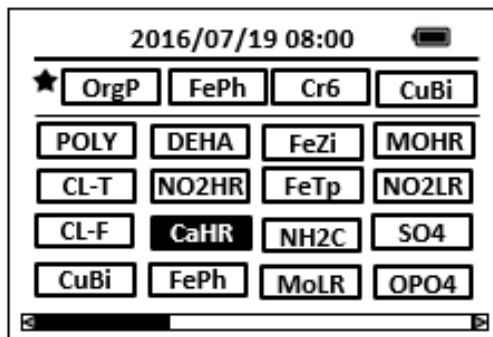 2016/07/19 08:00
OrgP FePh Cr6 CuBi
POLY DEHA FeZi MOHR
CL-T NO2HR FeTp NO2LR
CL-F CaHR NH2C SO4
CuBi FePh MoLR OPO4